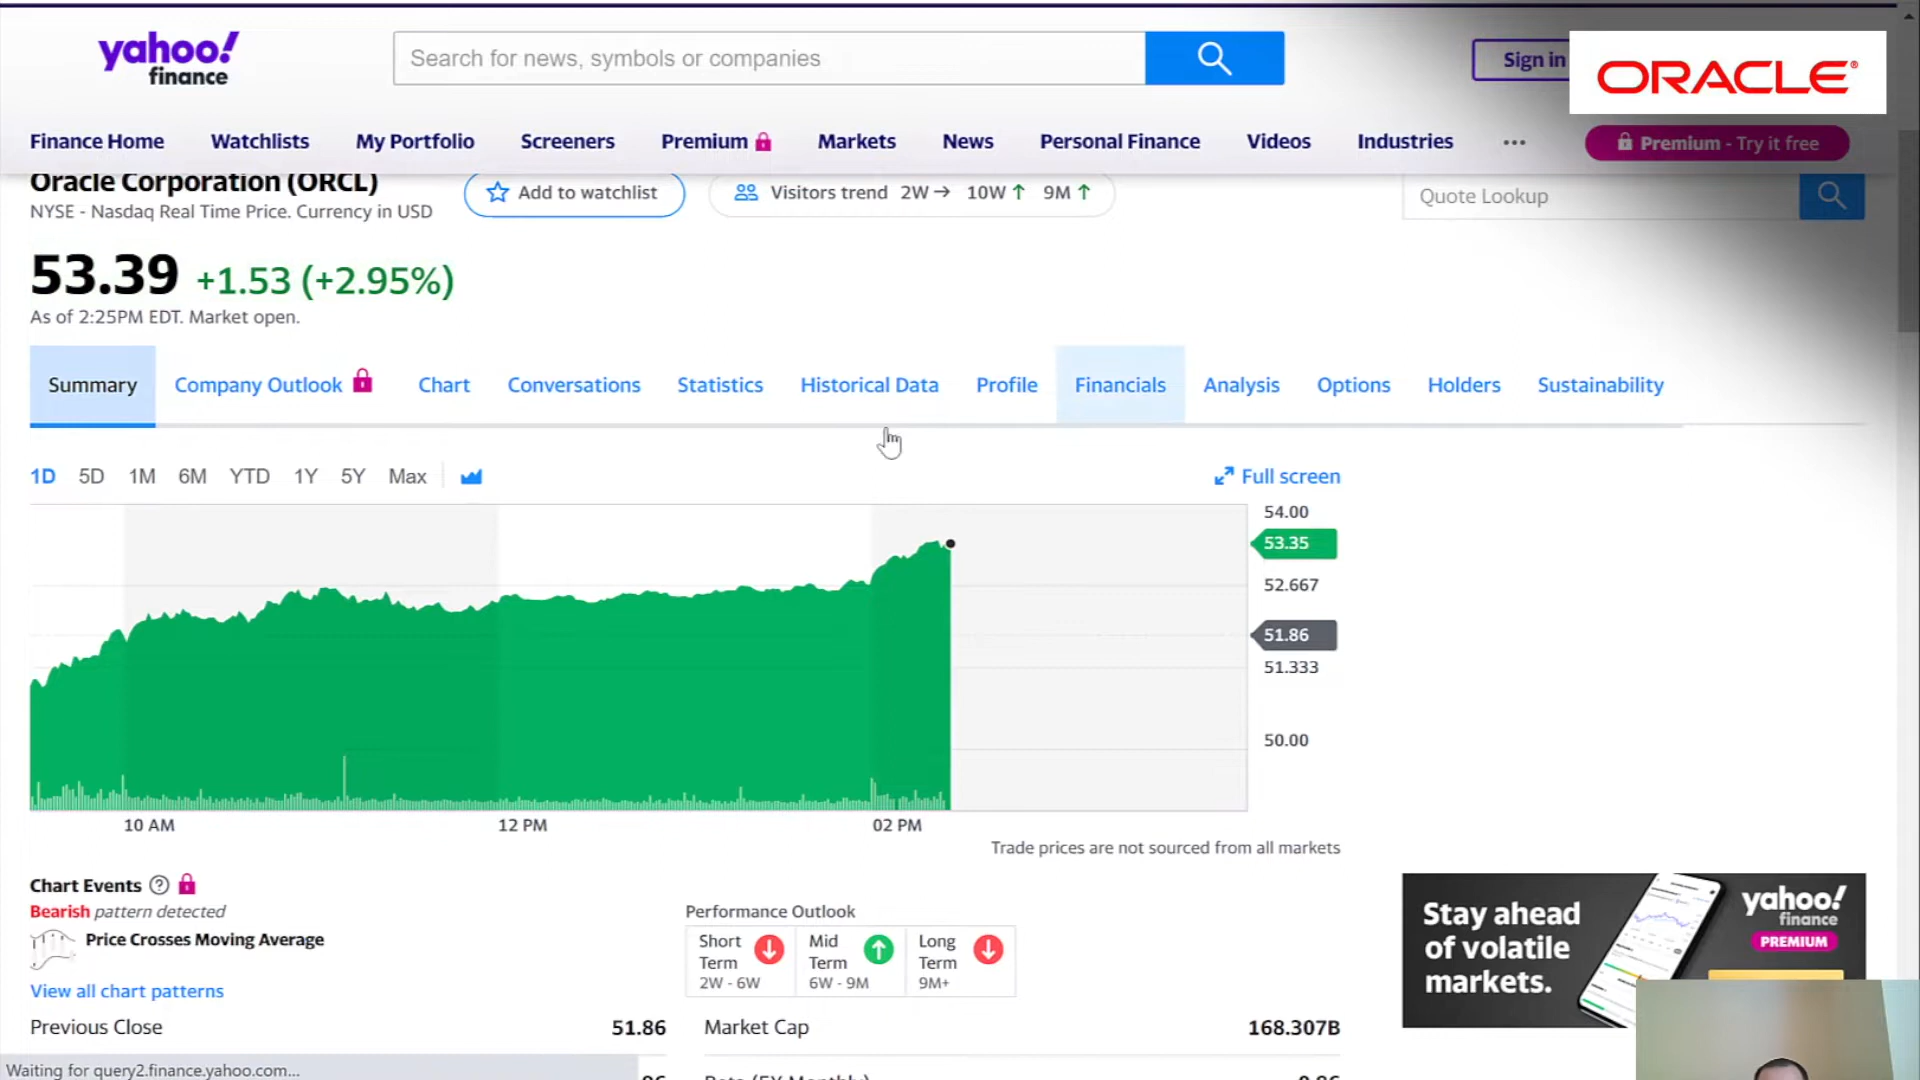 yahoo!
finance
Search for news, symbols or companies
Sign in
ORACLE®
Finance Home Watchlists My Portfolio Screeners Premium Markets News Personal Finance Videos Industries ...
Premium - Try it free
Oracle Corporation (ORCL)
NYSE - Nasdaq Real Time Price. Currency in USD
Add to watchlist
Visitors trend 2W→ 10W↑ 9M↑
Quote Lookup
53.39 +1.53 (+2.95%)
As of 2:25PM EDT. Market open.
Summary Company Outlook Chart Conversations Statistics Historical Data Profile Financials Analysis Options Holders Sustainability
1D 5D 1M 6M YTD 1Y 5Y Max
Full screen
54.00
53.35
52.667
51.86
51.333
50.00
10 AM 12 PM 02 PM
Trade prices are not sourced from all markets
Chart Events ?
Bearish pattern detected
Price Crosses Moving Average
View all chart patterns
Performance Outlook
Short
Term
2W - 6W
Mid
Term
6W - 9M
Long
Term
9M+
Stay ahead
of volatile
markets.
yahoo!
finance
PREMIUM
Previous Close 51.86
Market Cap 168.307B
Waiting for query2.finance.yahoo.com...